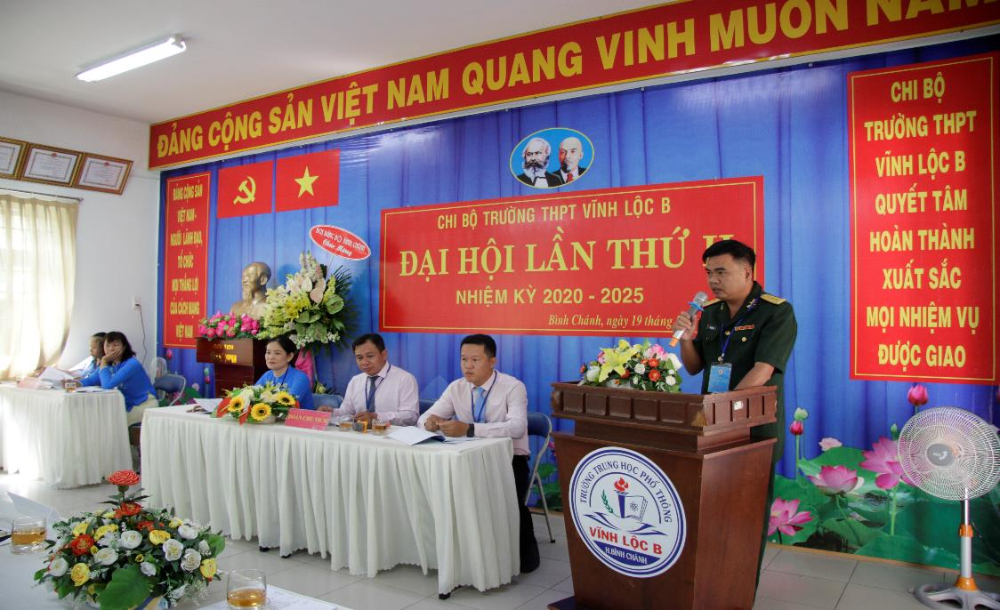 ĐẢNG CỘNG SẢN VIỆT NAM QUANG VINH MUÔN NĂM
ĐẢNG CỘNG SẢN
VIỆT NAM -
NGƯỜI LÃNH ĐẠO,
TỔ CHỨC
MỌI THẮNG LỢI
CỦA CÁCH MẠNG
VIỆT NAM
CHI BỘ TRƯỜNG THPT VĨNH LỘC B
ĐẠI HỘI LẦN THỨ
NHIỆM KỲ 2020 - 2025
Bình Chánh, ngày 19 tháng
CHI BỘ
TRƯỜNG THPT
VĨNH LỘC B
QUYẾT TÂM
HOÀN THÀNH
XUẤT SẮC
MỌI NHIỆM VỤ
ĐƯỢC GIAO
Chúc Mừng
ĐOÀN CHỦ TỊCH
TRƯỜNG TRUNG HỌC PHỔ THÔNG
VĨNH LỘC B
H.BÌNH CHÁNH